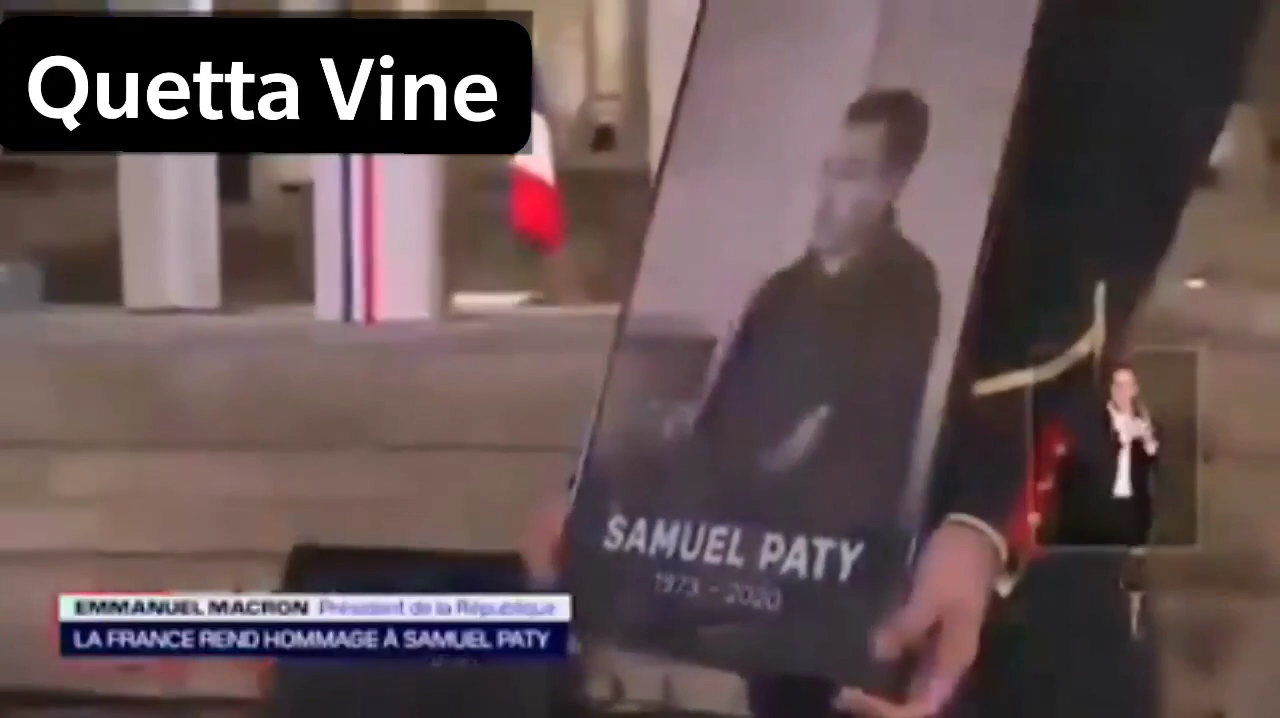 Quetta Vine
SAMUEL PATY
1973 - 2020
EMMANUEL MACRON Président de la République
LA FRANCE REND HOMMAGE À SAMUEL PATY